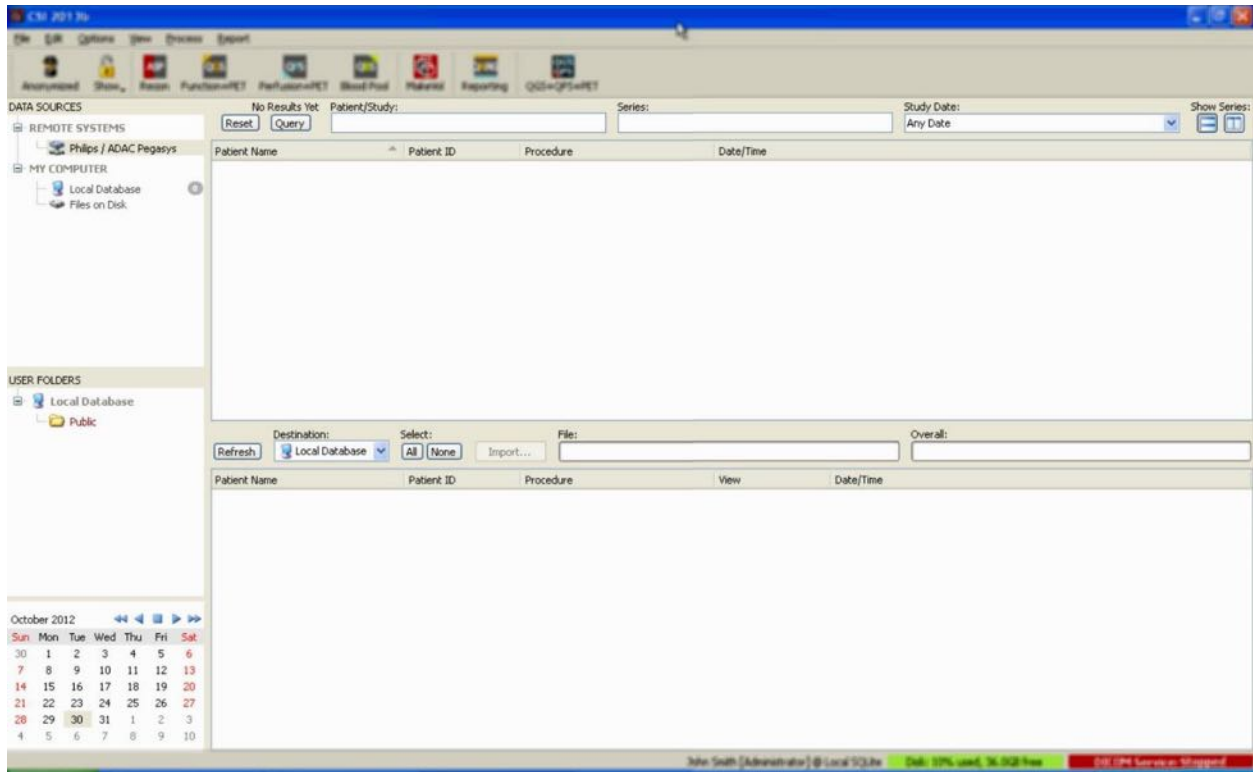 CSI 2013b
File Edit Options View Process Export
Anonymized Show... Recon Function+PET Perfusion+PET Blood Pool Reporting QGS+QPS+PET
DATA SOURCES
REMOTE SYSTEMS
Philips / ADAC Pegasys
MY COMPUTER
Local Database
Files on Disk
No Results Yet Patient/Study: Series: Study Date: Show Series:
Reset Query Any Date
Patient Name Patient ID Procedure Date/Time
USER FOLDERS
Local Database
Public
Destination: Select: File: Overall:
Refresh Local Database All None Import...
Patient Name Patient ID Procedure View Date/Time
October 2012
Sun Mon Tue Wed Thu Fri Sat
30 1 2 3 4 5 6
7 8 9 10 11 12 13
14 15 16 17 18 19 20
21 22 23 24 25 26 27
28 29 30 31 1 2 3
4 5 6 7 8 9 10
John Smith [Administrator] @ Local SQLite Disk: 10% used, 36.0GB free DICOM Service: Stopped